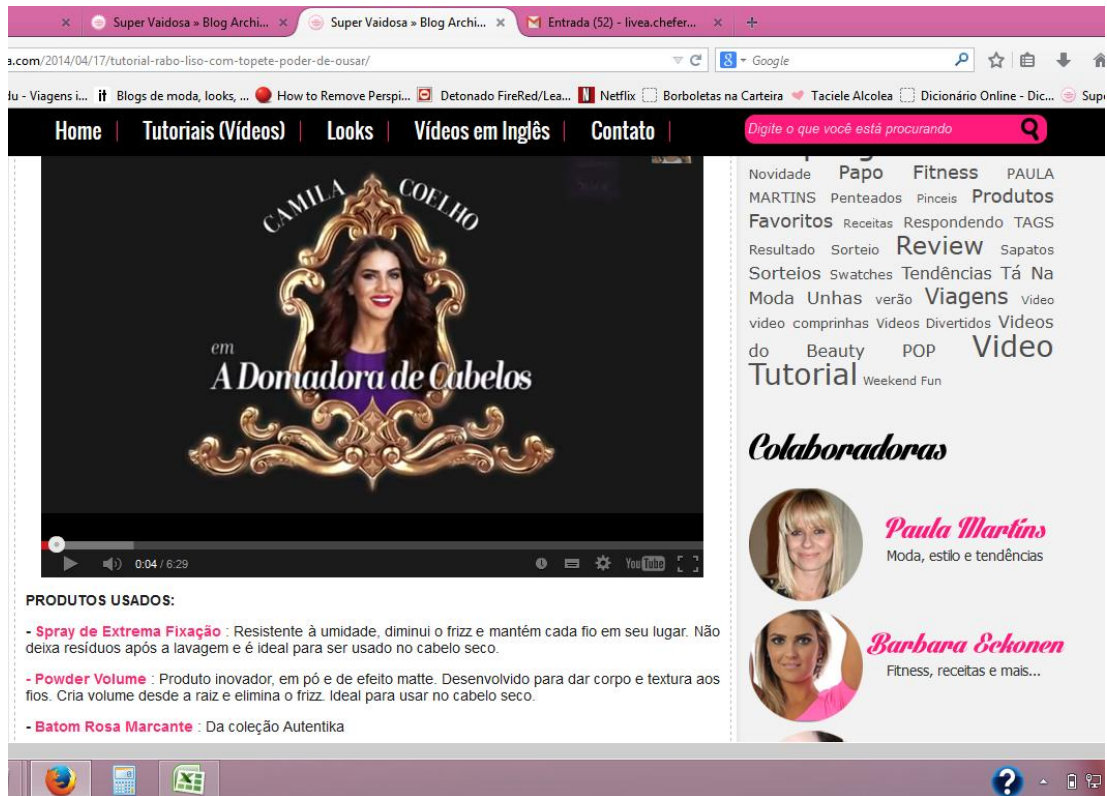 Super Vaidosa » Blog Archi...
Super Vaidosa » Blog Archi...
Entrada (52) - livea.chefer...
a.com/2014/04/17/tutorial-rabo-liso-com-topete-poder-de-ousar/
Google
du - Viagens i...
Blogs de moda, looks, ...
How to Remove Perspi...
Detonado FireRed/Lea...
Netflix
Borboletas na Carteira
Taciele Alcolea
Dicionário Online - Dic...
Home
Tutoriais (Vídeos)
Looks
Vídeos em Inglês
Contato
Digite o que você está procurando
CAMILA COELHO
em
A Domadora de Cabelos
0:04 / 6:29
YouTube
PRODUTOS USADOS:
- Spray de Extrema Fixação : Resistente à umidade, diminui o frizz e mantém cada fio em seu lugar. Não
deixa resíduos após a lavagem e é ideal para ser usado no cabelo seco.
- Powder Volume : Produto inovador, em pó e de efeito matte. Desenvolvido para dar corpo e textura aos
fios. Cria volume desde a raiz e elimina o frizz. Ideal para usar no cabelo seco.
- Batom Rosa Marcante : Da coleção Autentika
Novidade Papo Fitness PAULA
MARTINS Penteados Pinceis Produtos
Favoritos Receitas Respondendo TAGS
Resultado Sorteio Review Sapatos
Sorteios Swatches Tendências Tá Na
Moda Unhas verão Viagens Video
video comprinhas Videos Divertidos Videos
do Beauty POP Video
Tutorial Weekend Fun
Colaboradoras
Paula Martins
Moda, estilo e tendências
Barbara Eckonen
Fitness, receitas e mais...